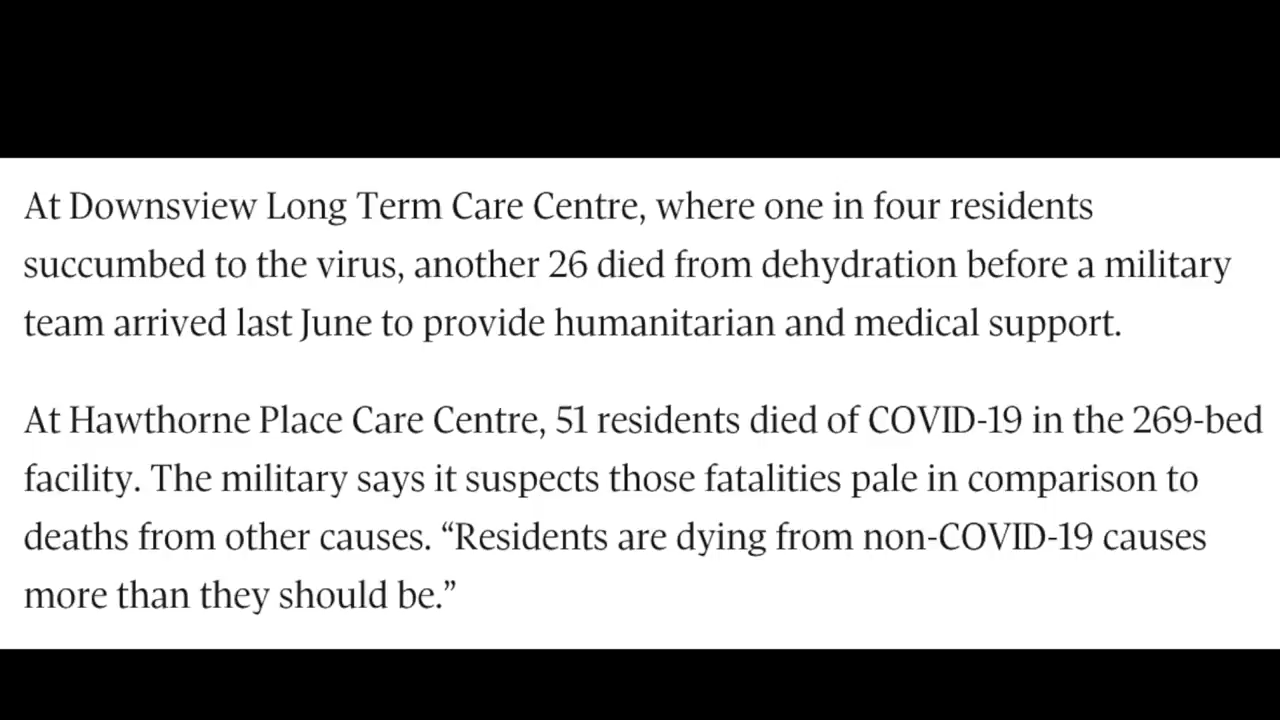 At Downsview Long Term Care Centre, where one in four residents
succumbed to the virus, another 26 died from dehydration before a military
team arrived last June to provide humanitarian and medical support.
At Hawthorne Place Care Centre, 51 residents died of COVID-19 in the 269-bed
facility. The military says it suspects those fatalities pale in comparison to
deaths from other causes. “Residents are dying from non-COVID-19 causes
more than they should be.”